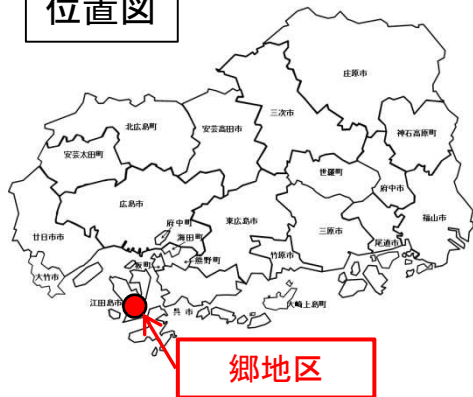 位置図
庄原市
三次市
北広島町
安芸高田市
神石高原町
安芸太田町
世羅町
府中市
広島市
府中町
東広島市
三原市
福山市
廿日市市
海田町
尾道市
熊野町
坂町
竹原市
大竹市
江田島市
呉市
大崎上島町
郷地区